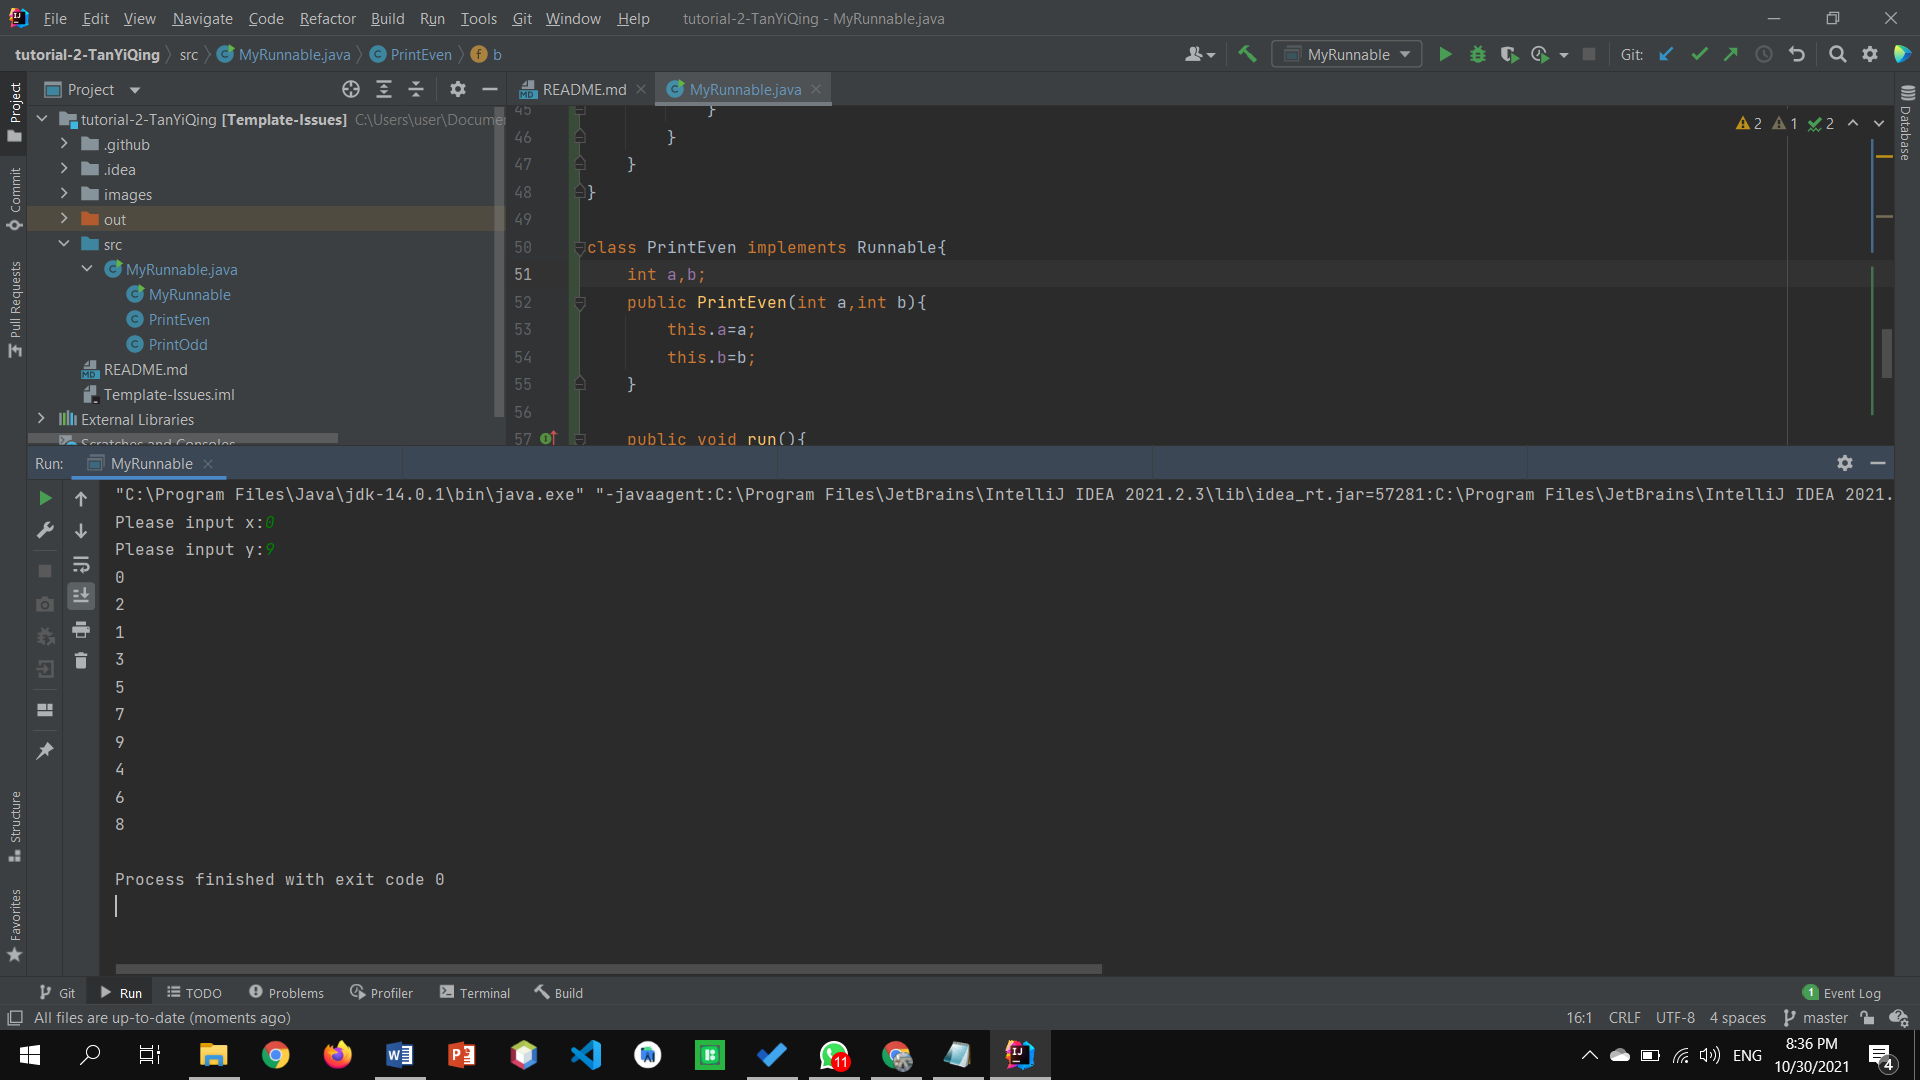 File Edit View Navigate Code Refactor Build Run Tools Git Window Help tutorial-2-TanYiQing - MyRunnable.java
tutorial-2-TanYiQing src MyRunnable.java PrintEven b MyRunnable Git:
Project
README.md MyRunnable.java
tutorial-2-TanYiQing [Template-Issues] C:\Users\user\Docume
.github
.idea
images
out
src
MyRunnable.java
MyRunnable
PrintEven
PrintOdd
README.md
Template-Issues.iml
External Libraries
Scratches and Consoles
Project
Commit
Pull Requests
Structure
Favorites
Database
2 1 2
45 }
46 }
47 }
48 }
49
50 class PrintEven implements Runnable{
51 int a,b;
52 public PrintEven(int a,int b){
53 this.a=a;
54 this.b=b;
55 }
56
57 public void run(){
Run: MyRunnable
"C:\Program Files\Java\jdk-14.0.1\bin\java.exe" "-javaagent:C:\Program Files\JetBrains\IntelliJ IDEA 2021.2.3\lib\idea_rt.jar=57281:C:\Program Files\JetBrains\IntelliJ IDEA 2021.
Please input x:0
Please input y:9
0
2
1
3
5
7
9
4
6
8
Process finished with exit code 0
Git Run TODO Problems Profiler Terminal Build 1 Event Log
All files are up-to-date (moments ago) 16:1 CRLF UTF-8 4 spaces master
11 ENG 8:36 PM
10/30/2021 4